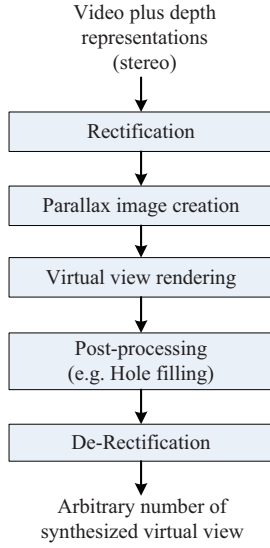 Video plus depth
representations
(stereo)
Rectification
Parallax image creation
Virtual view rendering
Post-processing
(e.g. Hole filling)
De-Rectification
Arbitrary number of
synthesized virtual view